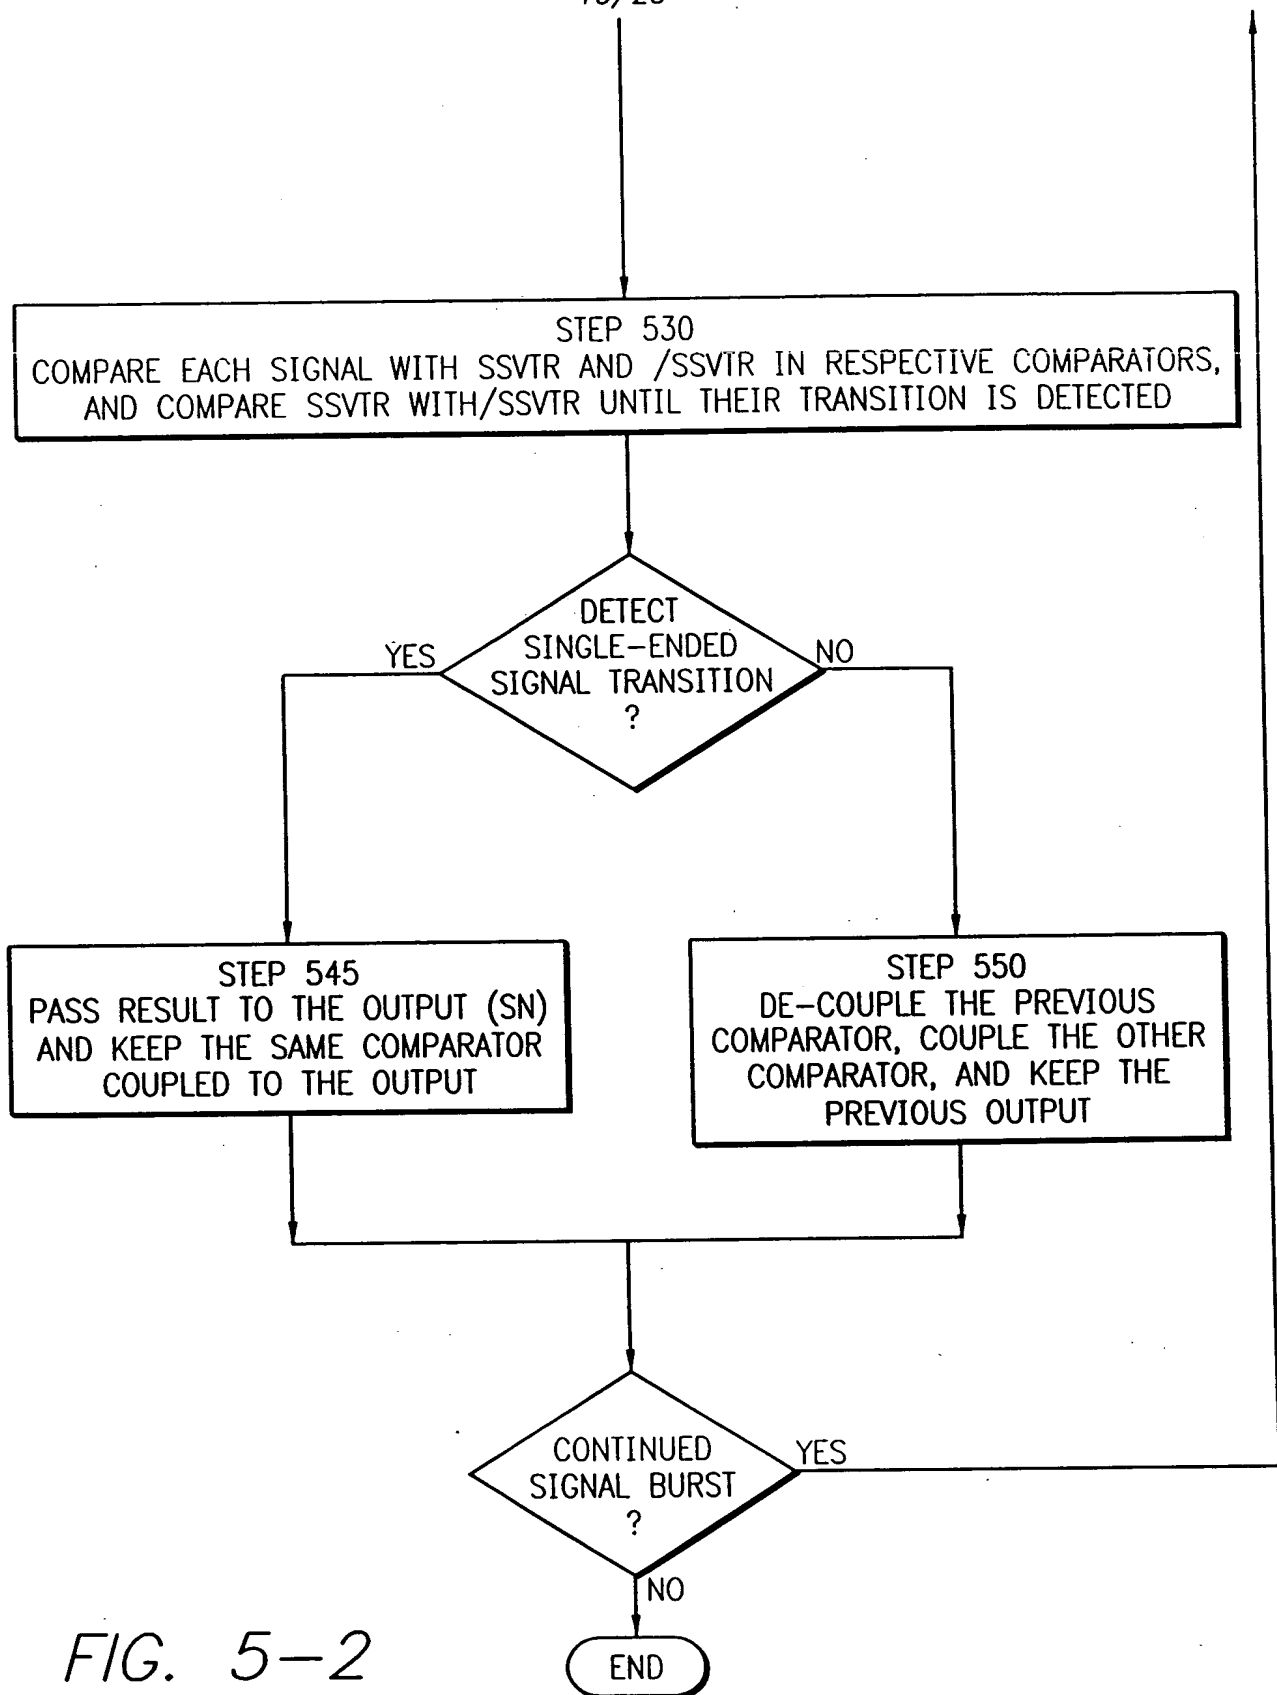 STEP 530
COMPARE EACH SIGNAL WITH SSVTR AND /SSVTR IN RESPECTIVE COMPARATORS,
AND COMPARE SSVTR WITH/SSVTR UNTIL THEIR TRANSITION IS DETECTED
DETECT
SINGLE-ENDED
SIGNAL TRANSITION
?
YES
NO
STEP 545
PASS RESULT TO THE OUTPUT (SN)
AND KEEP THE SAME COMPARATOR
COUPLED TO THE OUTPUT
STEP 550
DE-COUPLE THE PREVIOUS
COMPARATOR, COUPLE THE OTHER
COMPARATOR, AND KEEP THE
PREVIOUS OUTPUT
CONTINUED
SIGNAL BURST
?
YES
NO
END
FIG. 5-2